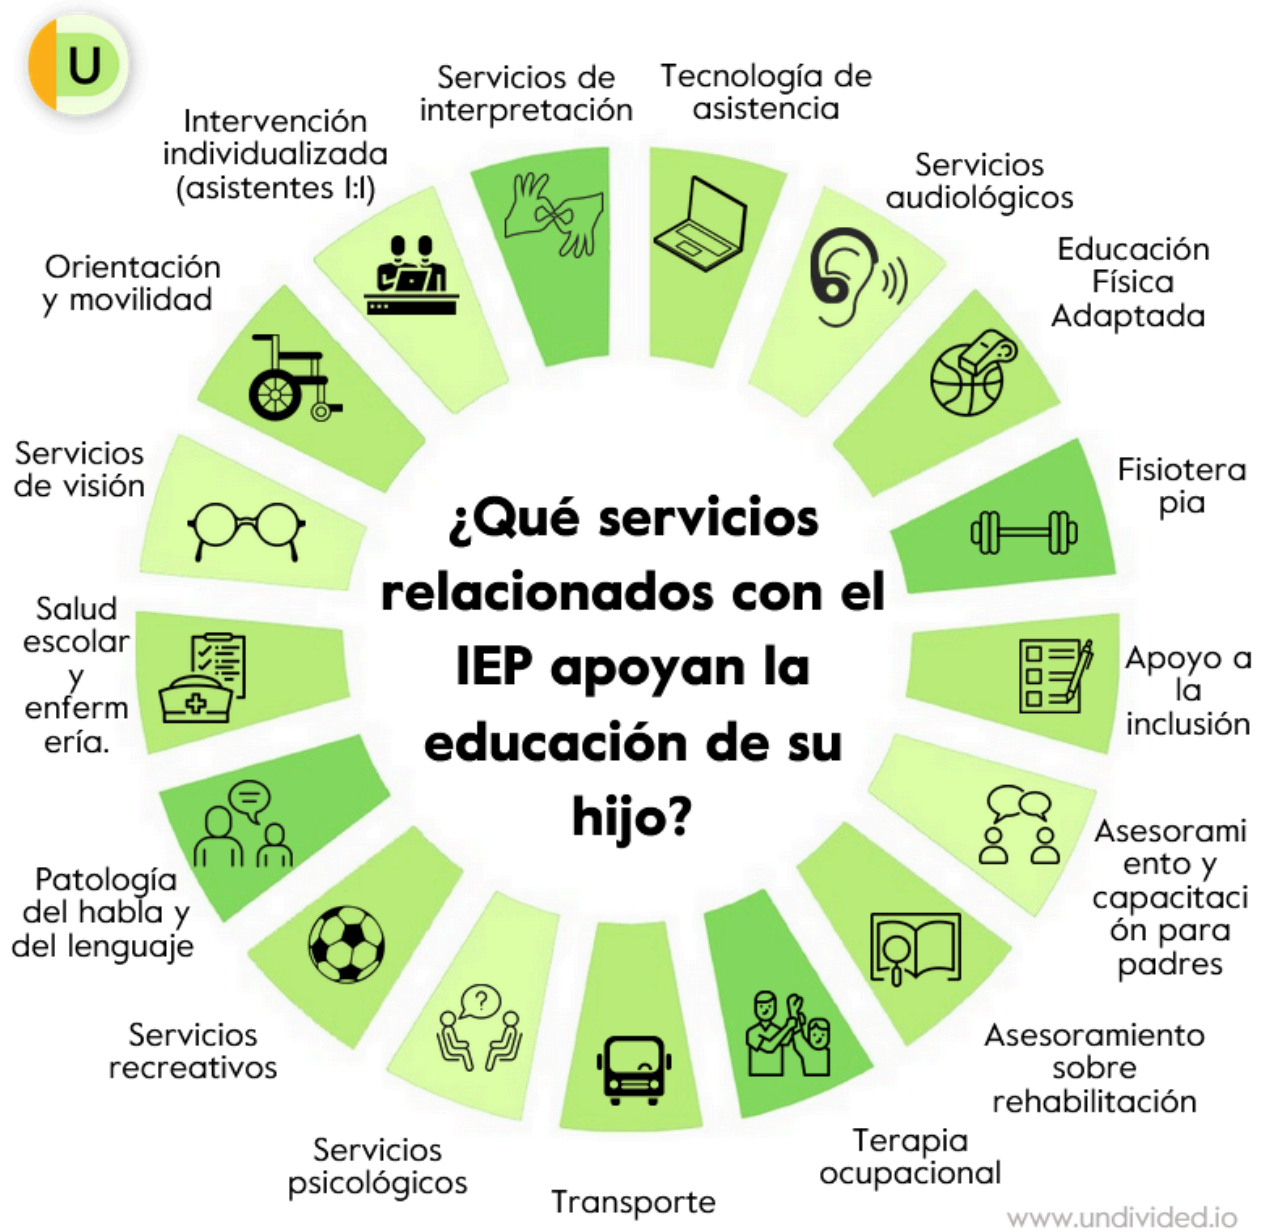 U
Servicios de
interpretación
Tecnología de
asistencia
Servicios
audiológicos
Educación
Física
Adaptada
Fisiotera
pia
Apoyo a
la
inclusión
Asesorami
ento y
capacitaci
ón para
padres
Asesoramiento
sobre
rehabilitación
Terapia
ocupacional
Transporte
Servicios
psicológicos
Servicios
recreativos
Patología
del habla y
del lenguaje
Salud
escolar
y
enferm
ería.
Servicios
de visión
Orientación
y movilidad
Intervención
individualizada
(asistentes 1:1)
¿Qué servicios
relacionados con el
IEP apoyan la
educación de su
hijo?
?
www.undivided.io